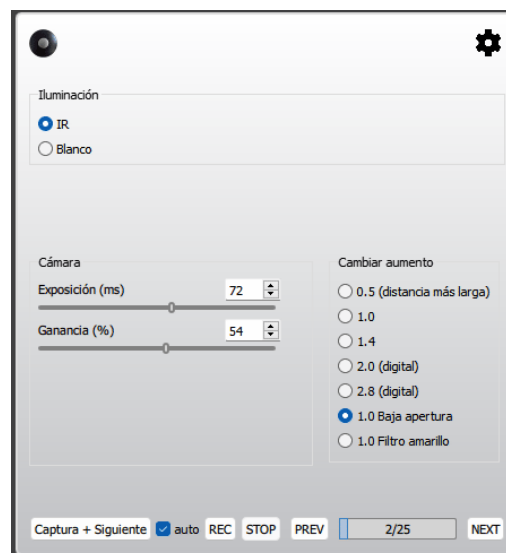 Iluminación
IR
Blanco
Cámara
Exposición (ms) 72
Ganancia (%) 54
Cambiar aumento
0.5 (distancia más larga)
1.0
1.4
2.0 (digital)
2.8 (digital)
1.0 Baja apertura
1.0 Filtro amarillo
Captura + Siguiente auto REC STOP PREV 2/25 NEXT